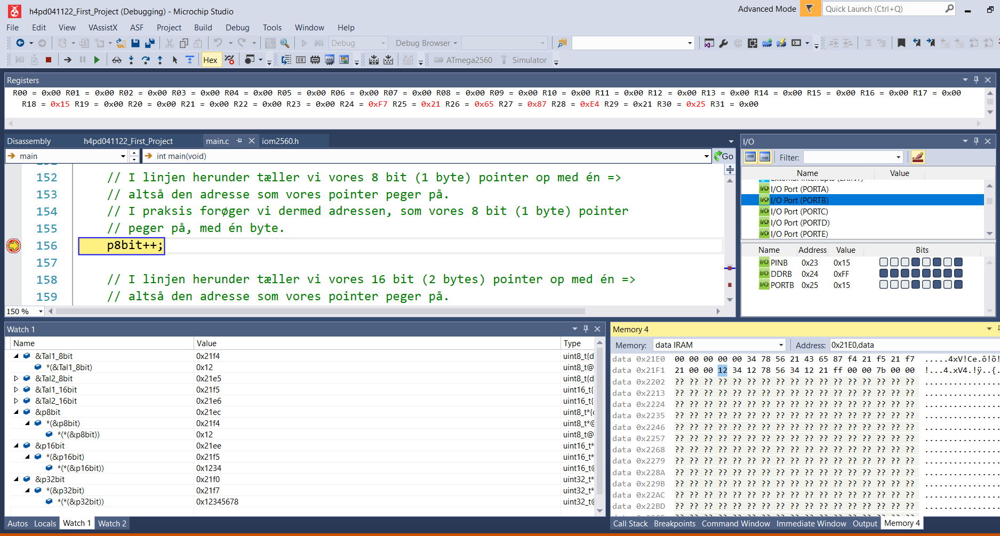 h4pd041122_First_Project (Debugging) - Microchip Studio
Advanced Mode
Quick Launch (Ctrl+Q)
File Edit View VAssistX ASF Project Build Debug Tools Window Help
Debug
Debug Browser
Hex
ATmega2560
Simulator
Registers
R00 = 0x00 R01 = 0x00 R02 = 0x00 R03 = 0x00 R04 = 0x00 R05 = 0x00 R06 = 0x00 R07 = 0x00 R08 = 0x00 R09 = 0x00 R10 = 0x00 R11 = 0x00 R12 = 0x00 R13 = 0x00 R14 = 0x00 R15 = 0x00 R16 = 0x00 R17 = 0x00
R18 = 0x15 R19 = 0x00 R20 = 0x00 R21 = 0x00 R22 = 0x00 R23 = 0x00 R24 = 0xF7 R25 = 0x21 R26 = 0x65 R27 = 0x87 R28 = 0xE4 R29 = 0x21 R30 = 0x25 R31 = 0x00
Disassembly h4pd041122_First_Project main.c iom2560.h
main
int main(void)
Go
152 // I linjen herunder tæller vi vores 8 bit (1 byte) pointer op med én =>
153 // altså den adresse som vores pointer peger på.
154 // I praksis forøger vi dermed adressen, som vores 8 bit (1 byte) pointer
155 // peger på, med én byte.
156 p8bit++;
157
158 // I linjen herunder tæller vi vores 16 bit (2 bytes) pointer op med én =>
159 // altså den adresse som vores pointer peger på.
150 %
I/O
Filter:
Name Value
I/O Port (PORTA)
I/O Port (PORTB)
I/O Port (PORTC)
I/O Port (PORTD)
I/O Port (PORTE)
Name Address Value Bits
I/O PINB 0x23 0x15
I/O DDRB 0x24 0xFF
I/O PORTB 0x25 0x15
Watch 1
Name Value Type
&Tal1_8bit 0x21f4 uint8_t{d
*(&Tal1_8bit) 0x12 uint8_t@
&Tal2_8bit 0x21e5 uint8_t{d
&Tal1_16bit 0x21f5 uint16_t{
&Tal2_16bit 0x21e6 uint16_t{
&p8bit 0x21ec uint8_t*{
*(&p8bit) 0x21f4 uint8_t*@
*(*(&p8bit)) 0x12 uint8_t@
&p16bit 0x21ee uint16_t*
*(&p16bit) 0x21f5 uint16_t*
*(*(&p16bit)) 0x1234 uint16_t@
&p32bit 0x21f0 uint32_t*
*(&p32bit) 0x21f7 uint32_t*
*(*(&p32bit)) 0x12345678 uint32_t@
Autos Locals Watch 1 Watch 2
Memory 4
Memory: data IRAM Address: 0x21E0,data
data 0x21E0 00 00 00 00 00 34 78 56 21 43 65 87 f4 21 f5 21 f7 .....4xV!Ce.ô!õ!
data 0x21F1 21 00 00 12 34 12 78 56 34 12 21 ff 00 00 7b 00 00 !...4.xV4.!ÿ..{.
data 0x2202 ?? ?? ?? ?? ?? ?? ?? ?? ?? ?? ?? ?? ?? ?? ?? ?? ?? ................
data 0x2213 ?? ?? ?? ?? ?? ?? ?? ?? ?? ?? ?? ?? ?? ?? ?? ?? ?? ................
data 0x2224 ?? ?? ?? ?? ?? ?? ?? ?? ?? ?? ?? ?? ?? ?? ?? ?? ?? ................
data 0x2235 ?? ?? ?? ?? ?? ?? ?? ?? ?? ?? ?? ?? ?? ?? ?? ?? ?? ................
data 0x2246 ?? ?? ?? ?? ?? ?? ?? ?? ?? ?? ?? ?? ?? ?? ?? ?? ?? ................
data 0x2257 ?? ?? ?? ?? ?? ?? ?? ?? ?? ?? ?? ?? ?? ?? ?? ?? ?? ................
data 0x2268 ?? ?? ?? ?? ?? ?? ?? ?? ?? ?? ?? ?? ?? ?? ?? ?? ?? ................
data 0x2279 ?? ?? ?? ?? ?? ?? ?? ?? ?? ?? ?? ?? ?? ?? ?? ?? ?? ................
data 0x228A ?? ?? ?? ?? ?? ?? ?? ?? ?? ?? ?? ?? ?? ?? ?? ?? ?? ................
data 0x229B ?? ?? ?? ?? ?? ?? ?? ?? ?? ?? ?? ?? ?? ?? ?? ?? ?? ................
data 0x22AC ?? ?? ?? ?? ?? ?? ?? ?? ?? ?? ?? ?? ?? ?? ?? ?? ?? ................
data 0x22BD ?? ?? ?? ?? ?? ?? ?? ?? ?? ?? ?? ?? ?? ?? ?? ?? ?? ................
Call Stack Breakpoints Command Window Immediate Window Output Memory 4